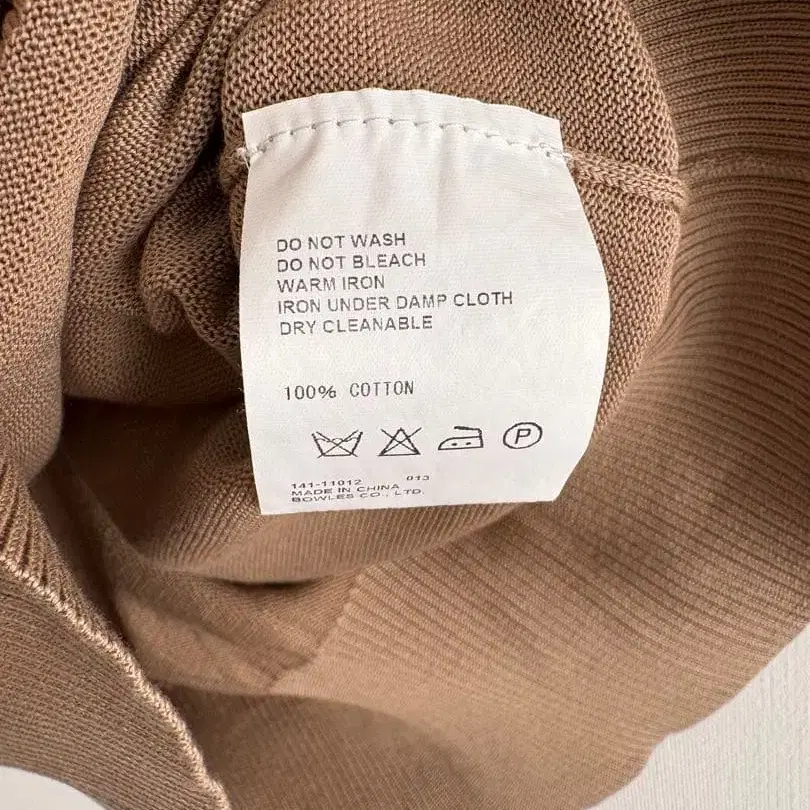 DO NOT WASH
DO NOT BLEACH
WARM IRON
IRON UNDER DAMP CLOTH
DRY CLEANABLE
100% COTTON
P
141-11012 013
MADE IN CHINA
BOWLES CO., LTD.